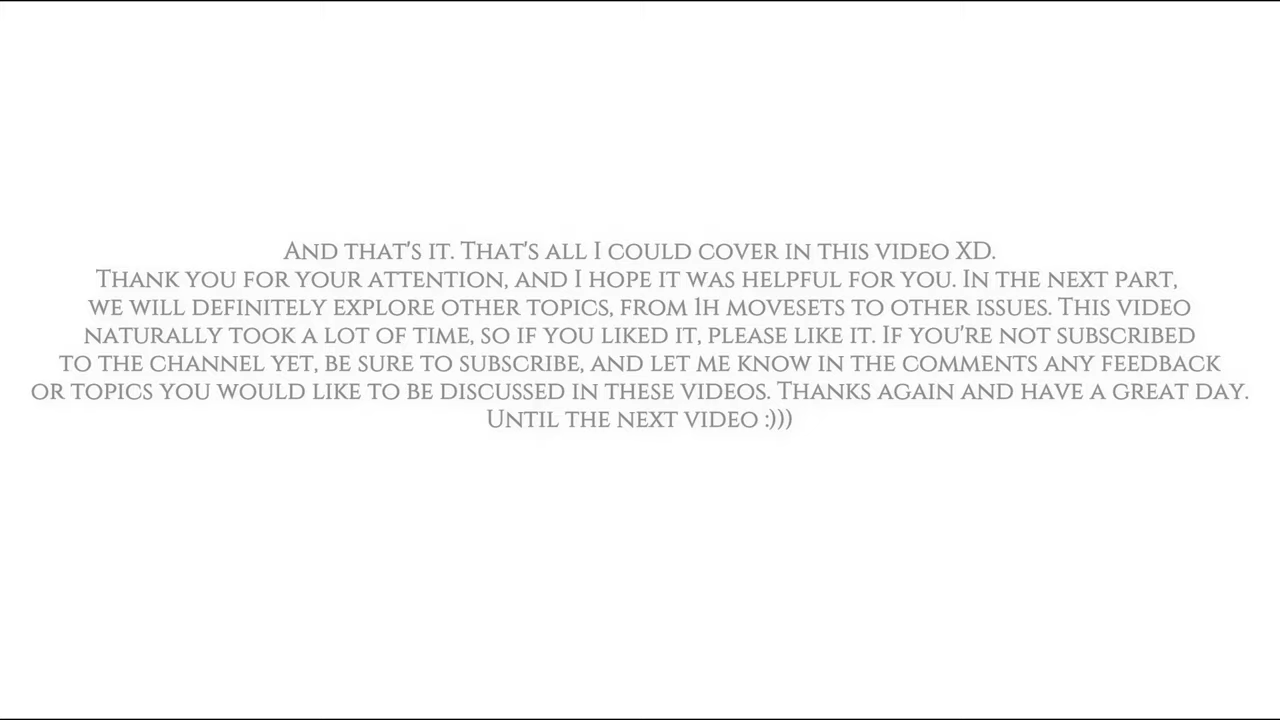 And that's it. That's all I could cover in this video XD.
Thank you for your attention, and I hope it was helpful for you. In the next part,
we will definitely explore other topics, from 1H movesets to other issues. This video
naturally took a lot of time, so if you liked it, please like it. If you're not subscribed
to the channel yet, be sure to subscribe, and let me know in the comments any feedback
or topics you would like to be discussed in these videos. Thanks again and have a great day.
Until the next video :)))